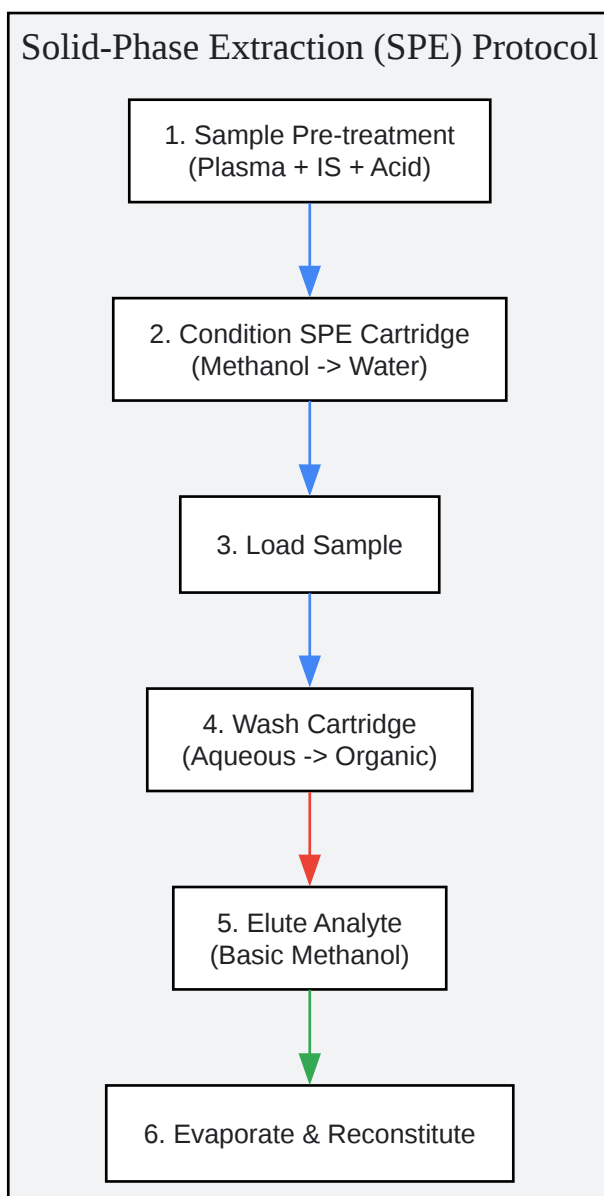 Solid-Phase Extraction (SPE) Protocol
1. Sample Pre-treatment
(Plasma + IS + Acid)
2. Condition SPE Cartridge
(Methanol -> Water)
3. Load Sample
4. Wash Cartridge
(Aqueous -> Organic)
5. Elute Analyte
(Basic Methanol)
6. Evaporate & Reconstitute